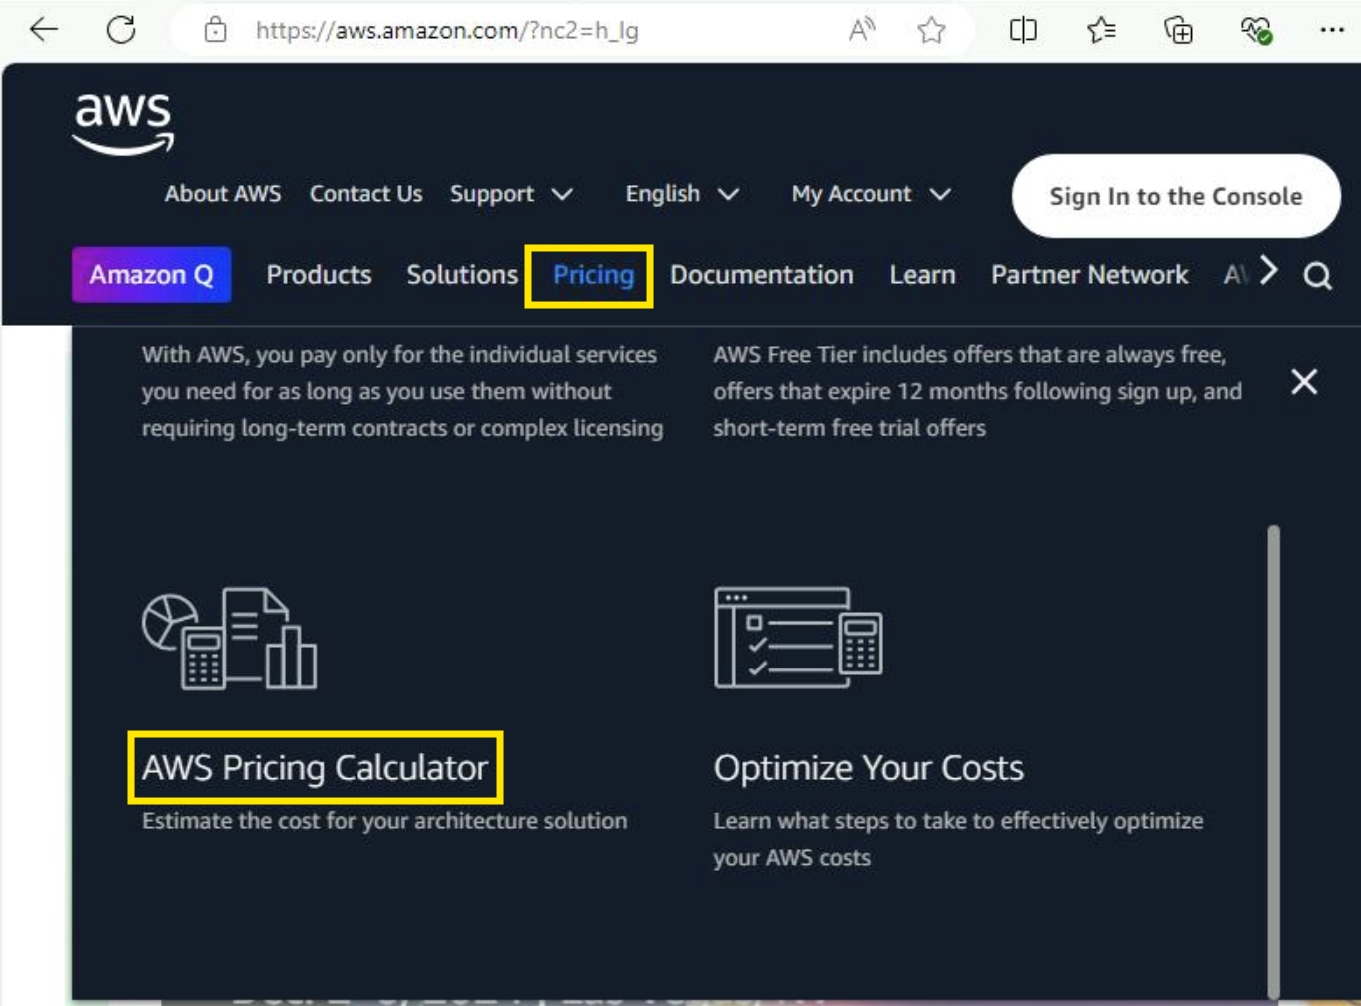 https://aws.amazon.com/?nc2=h_lg
aws
About AWS Contact Us Support English My Account Sign In to the Console
Amazon Q Products Solutions Pricing Documentation Learn Partner Network
With AWS, you pay only for the individual services
you need for as long as you use them without
requiring long-term contracts or complex licensing
AWS Free Tier includes offers that are always free,
offers that expire 12 months following sign up, and
short-term free trial offers
AWS Pricing Calculator
Estimate the cost for your architecture solution
Optimize Your Costs
Learn what steps to take to effectively optimize
your AWS costs